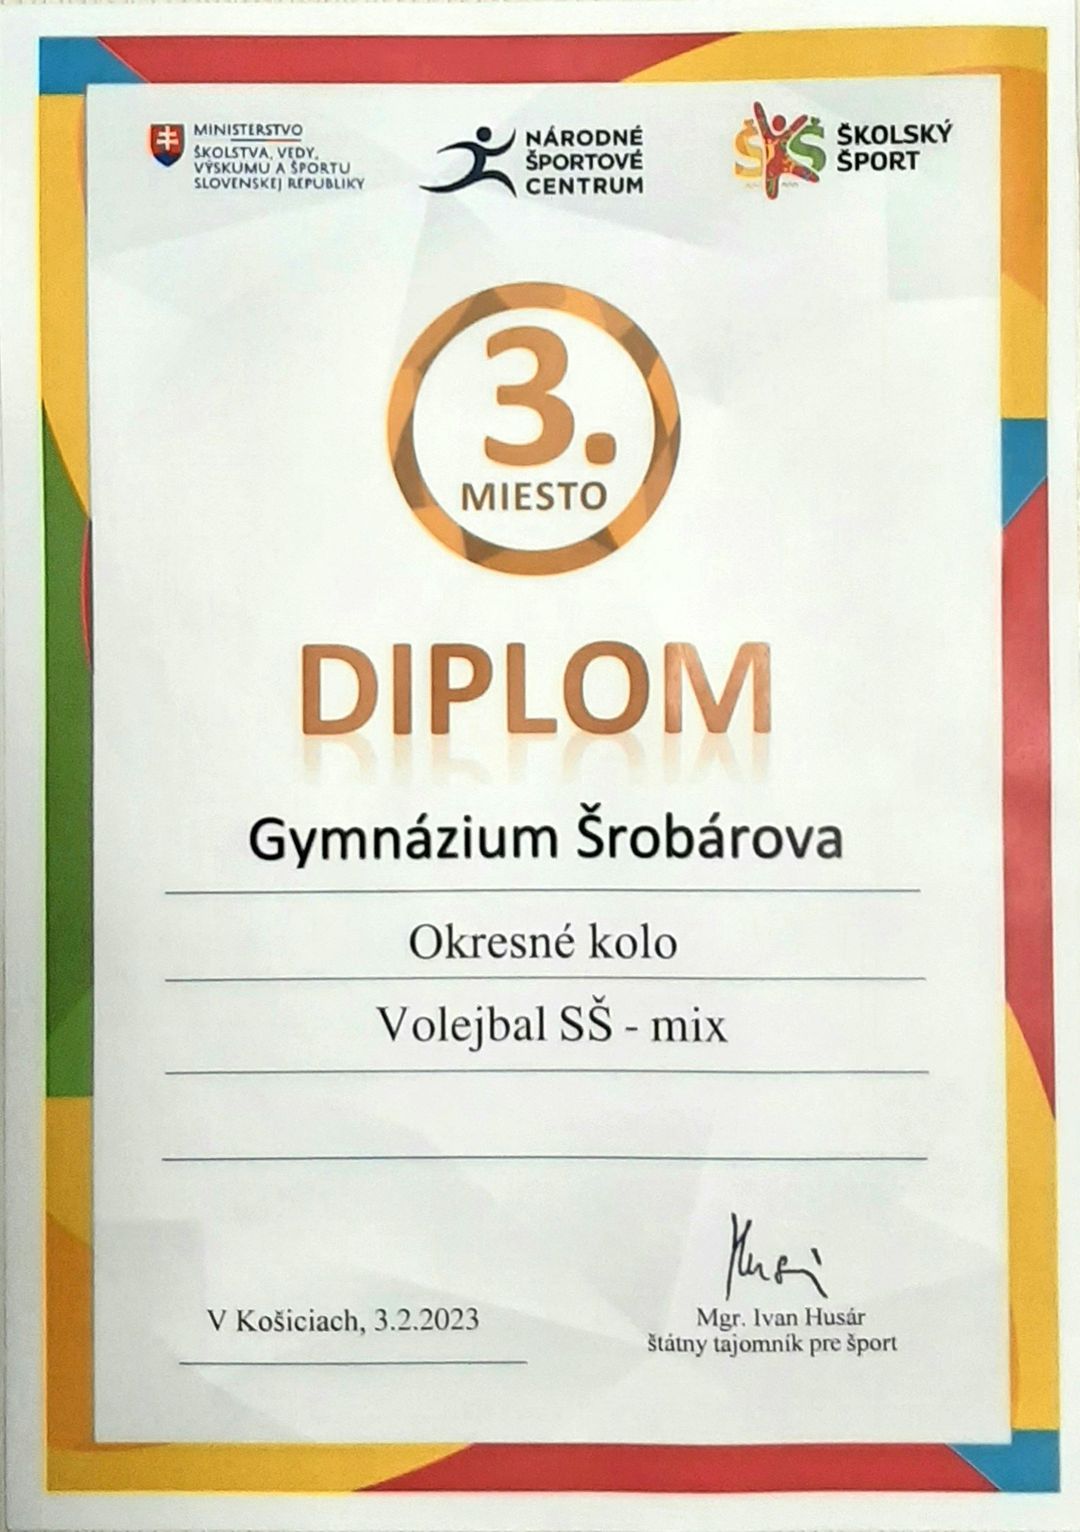 MINISTERSTVO
ŠKOLSTVA, VEDY,
VÝSKUMU A ŠPORTU
SLOVENSKEJ REPUBLIKY
NÁRODNÉ
ŠPORTOVÉ
CENTRUM
ŠKOLSKÝ
ŠPORT
3.
MIESTO
DIPLOM
Gymnázium Šrobárova
Okresné kolo
Volejbal SŠ - mix
V Košiciach, 3.2.2023
Mgr. Ivan Husár
štátny tajomník pre šport